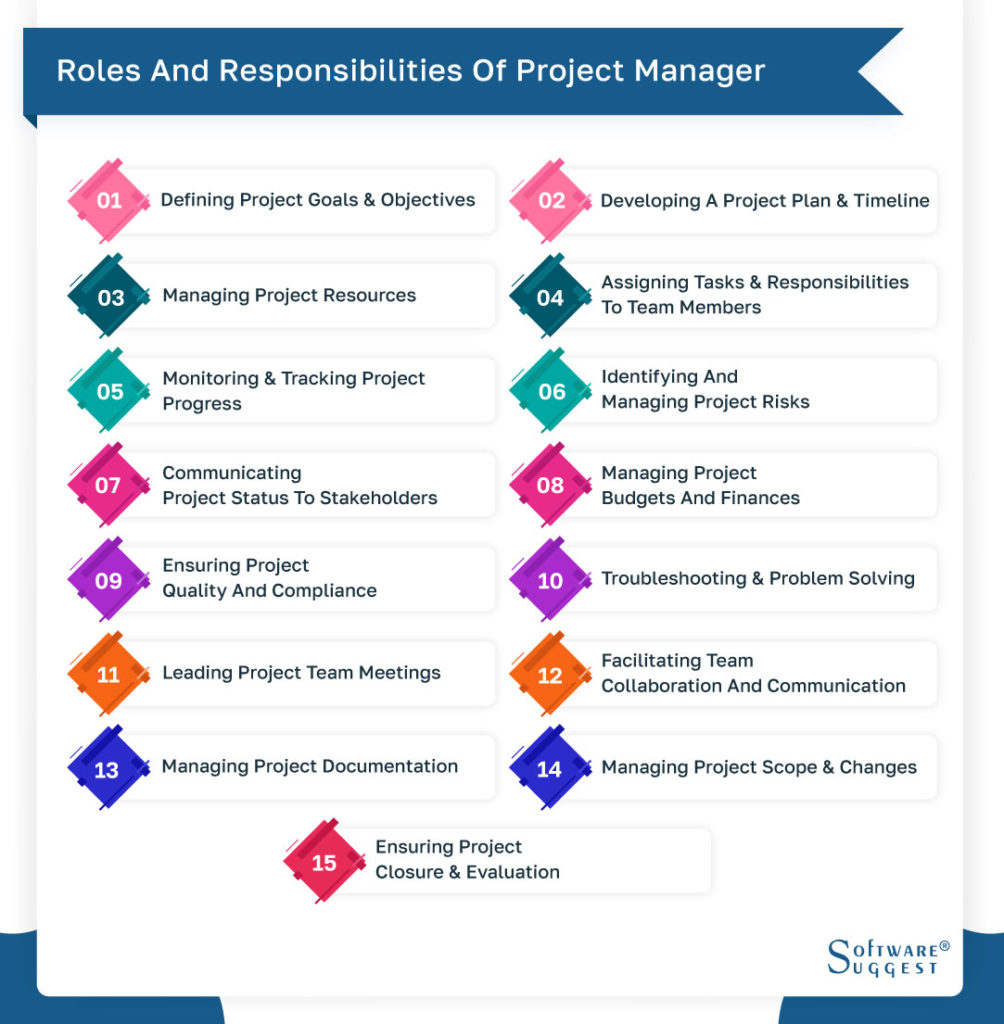 Roles And Responsibilities Of Project Manager
01
Defining Project Goals & Objectives
02
Developing A Project Plan & Timeline
03
Managing Project Resources
04
Assigning Tasks & Responsibilities
To Team Members
05
Monitoring & Tracking Project
Progress
06
Identifying And
Managing Project Risks
07
Communicating
Project Status To Stakeholders
08
Managing Project
Budgets And Finances
09
Ensuring Project
Quality And Compliance
10
Troubleshooting & Problem Solving
11
Leading Project Team Meetings
12
Facilitating Team
Collaboration And Communication
13
Managing Project Documentation
14
Managing Project Scope & Changes
15
Ensuring Project
Closure & Evaluation
SOfTWARE®
SUGGEST